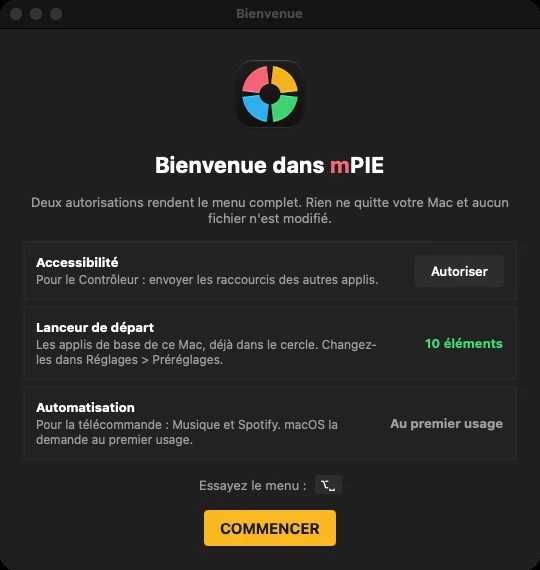 Bienvenue
Bienvenue dans mPIE
Deux autorisations rendent le menu complet. Rien ne quitte votre Mac et aucun
fichier n'est modifié.
Accessibilité
Pour le Contrôleur : envoyer les raccourcis des autres applis.
Autoriser
Lanceur de départ
Les applis de base de ce Mac, déjà dans le cercle. Changez-
les dans Réglages > Préréglages.
10 éléments
Automatisation
Pour la télécommande : Musique et Spotify. macOS la
demande au premier usage.
Au premier usage
Essayez le menu : ⌥⎵
COMMENCER